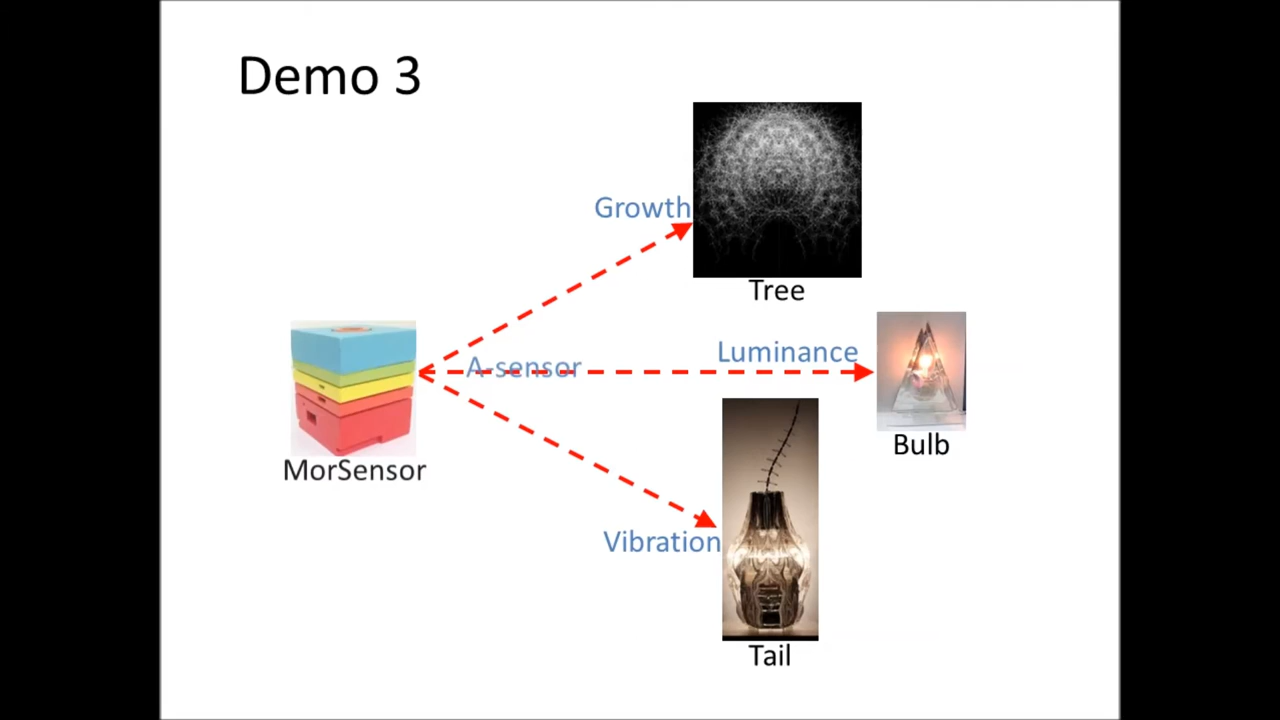 Demo 3
Growth
Tree
A-sensor
Luminance
MorSensor
Bulb
Vibration
Tail